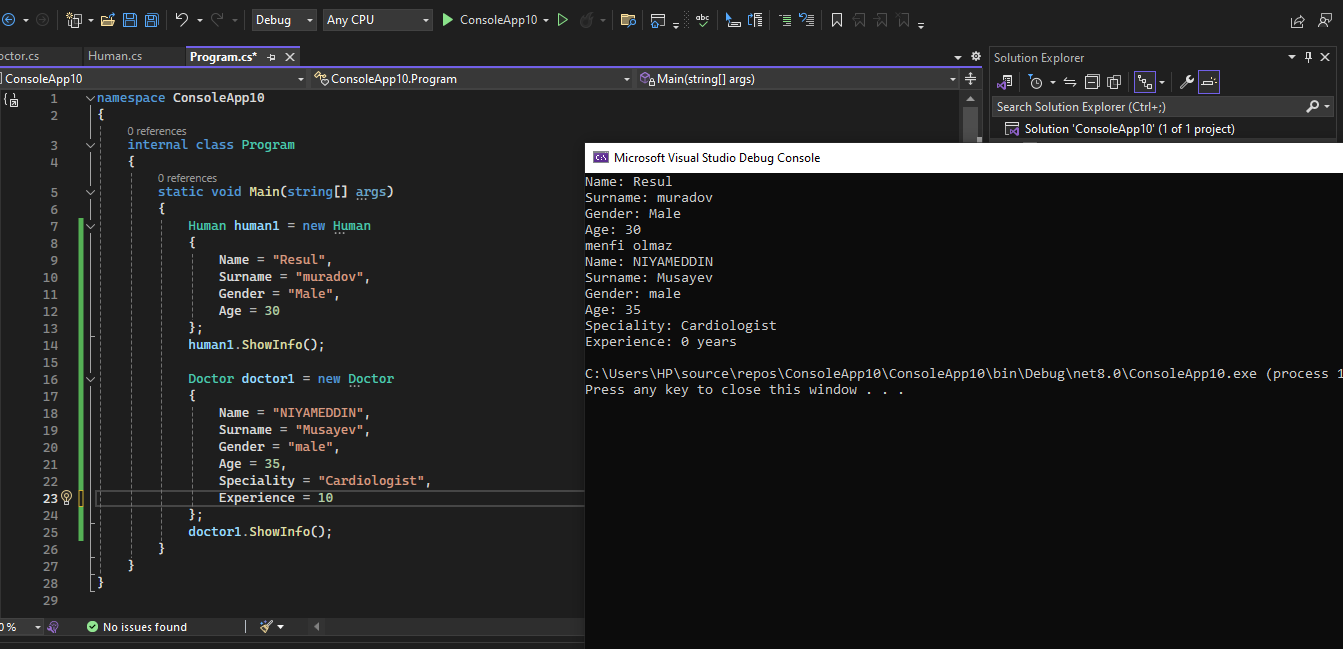 Debug
Any CPU
ConsoleApp10
octor.cs
Human.cs
Program.cs*
ConsoleApp10
ConsoleApp10.Program
Main(string[] args)
1 namespace ConsoleApp10
2 {
0 references
3 internal class Program
4 {
0 references
5 static void Main(string[] args)
6 {
7 Human human1 = new Human
8 {
9 Name = "Resul",
10 Surname = "muradov",
11 Gender = "Male",
12 Age = 30
13 };
14 human1.ShowInfo();
15
16 Doctor doctor1 = new Doctor
17 {
18 Name = "NIYAMEDDIN",
19 Surname = "Musayev",
20 Gender = "male",
21 Age = 35,
22 Speciality = "Cardiologist",
23 Experience = 10
24 };
25 doctor1.ShowInfo();
26 }
27 }
28 }
29
0 %
No issues found
Solution Explorer
Search Solution Explorer (Ctrl+;)
Solution 'ConsoleApp10' (1 of 1 project)
Microsoft Visual Studio Debug Console
Name: Resul
Surname: muradov
Gender: Male
Age: 30
menfi olmaz
Name: NIYAMEDDIN
Surname: Musayev
Gender: male
Age: 35
Speciality: Cardiologist
Experience: 0 years
C:\Users\HP\source\repos\ConsoleApp10\ConsoleApp10\bin\Debug\net8.0\ConsoleApp10.exe (process 1
Press any key to close this window . . .